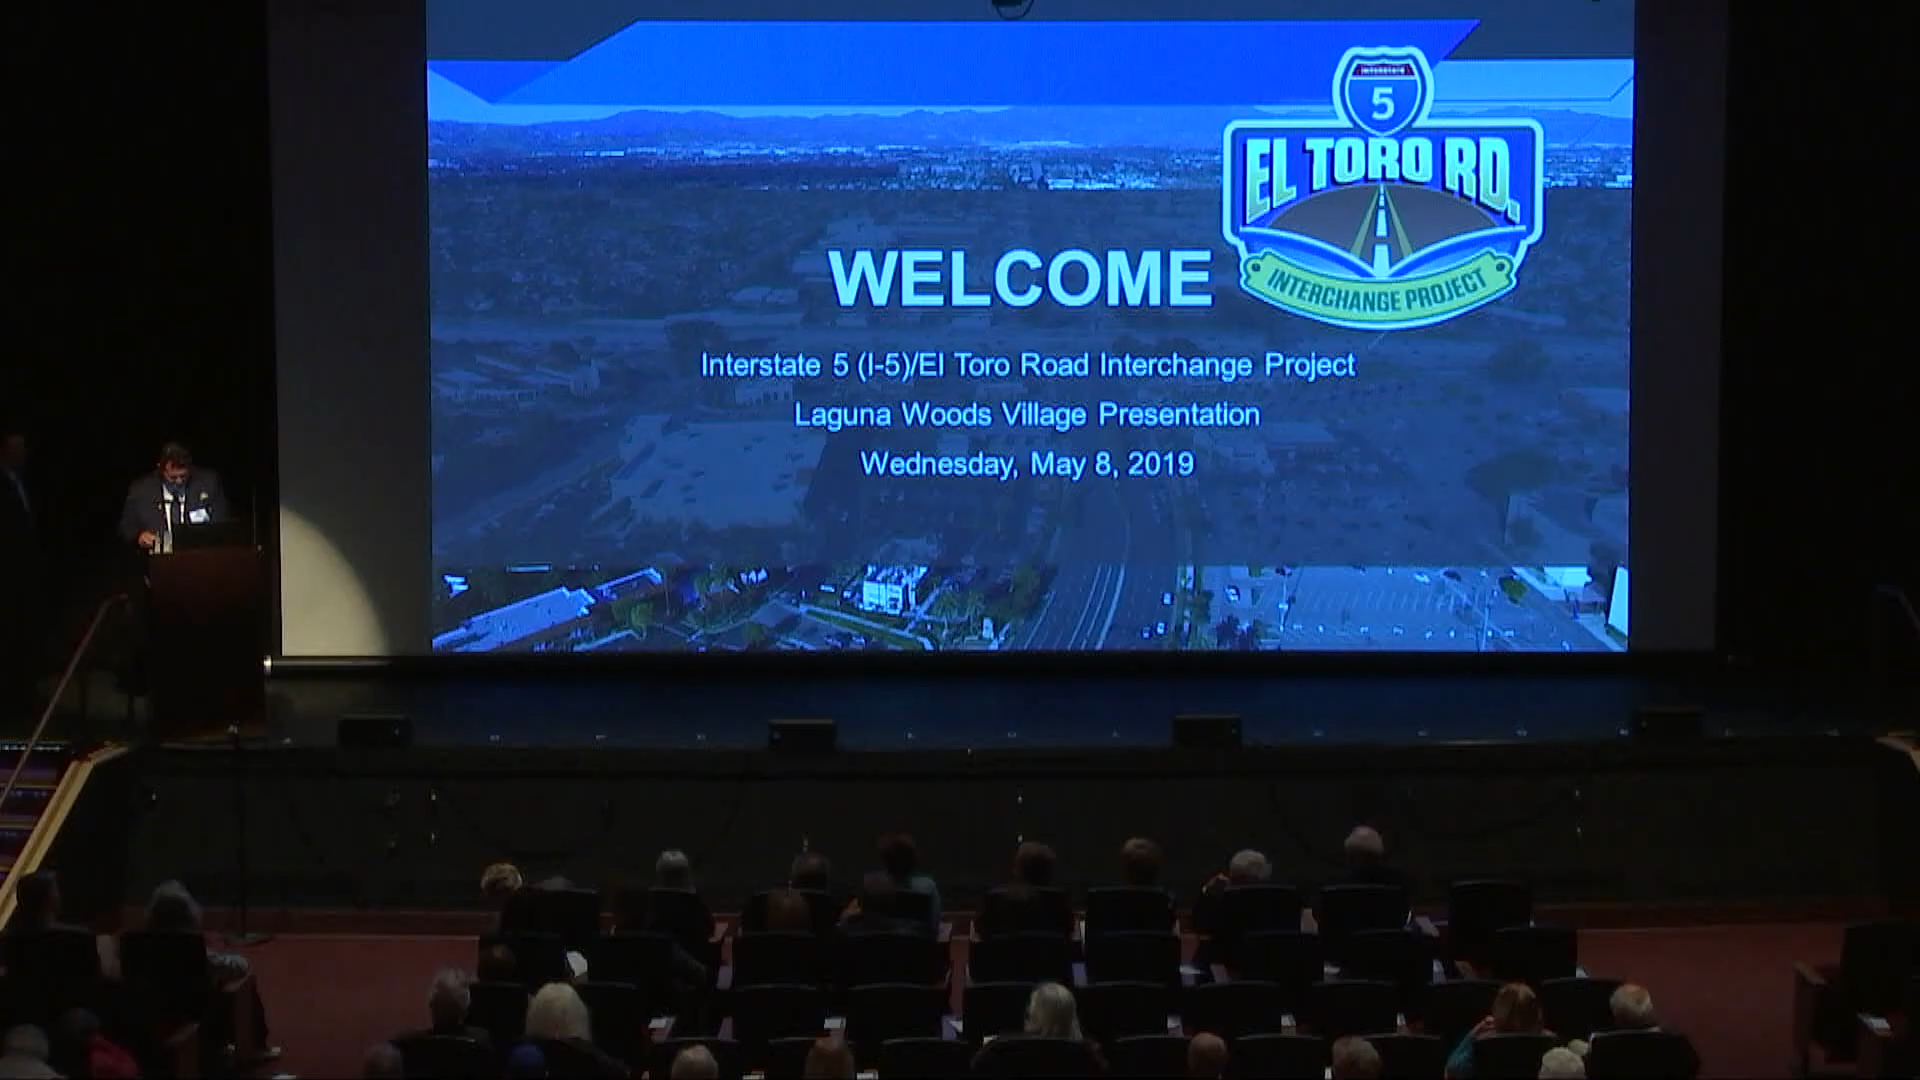 INTERSTATE
5
EL TORO RD.
INTERCHANGE PROJECT
WELCOME
Interstate 5 (I-5)/El Toro Road Interchange Project
Laguna Woods Village Presentation
Wednesday, May 8, 2019